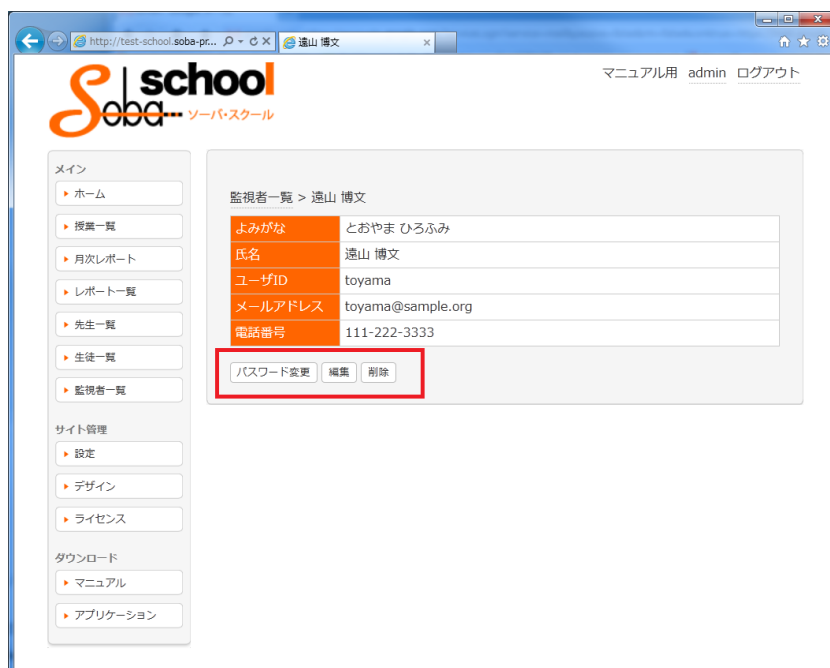 http://test-school.soba-pr...
遠山 博文
school
Soba
ソーバ・スクール
マニュアル用 admin ログアウト
メイン
ホーム
授業一覧
月次レポート
レポート一覧
先生一覧
生徒一覧
監視者一覧
サイト管理
設定
デザイン
ライセンス
ダウンロード
マニュアル
アプリケーション
監視者一覧 > 遠山 博文
よみがな とおやま ひろふみ
氏名 遠山 博文
ユーザID toyama
メールアドレス toyama@sample.org
電話番号 111-222-3333
パスワード変更 編集 削除